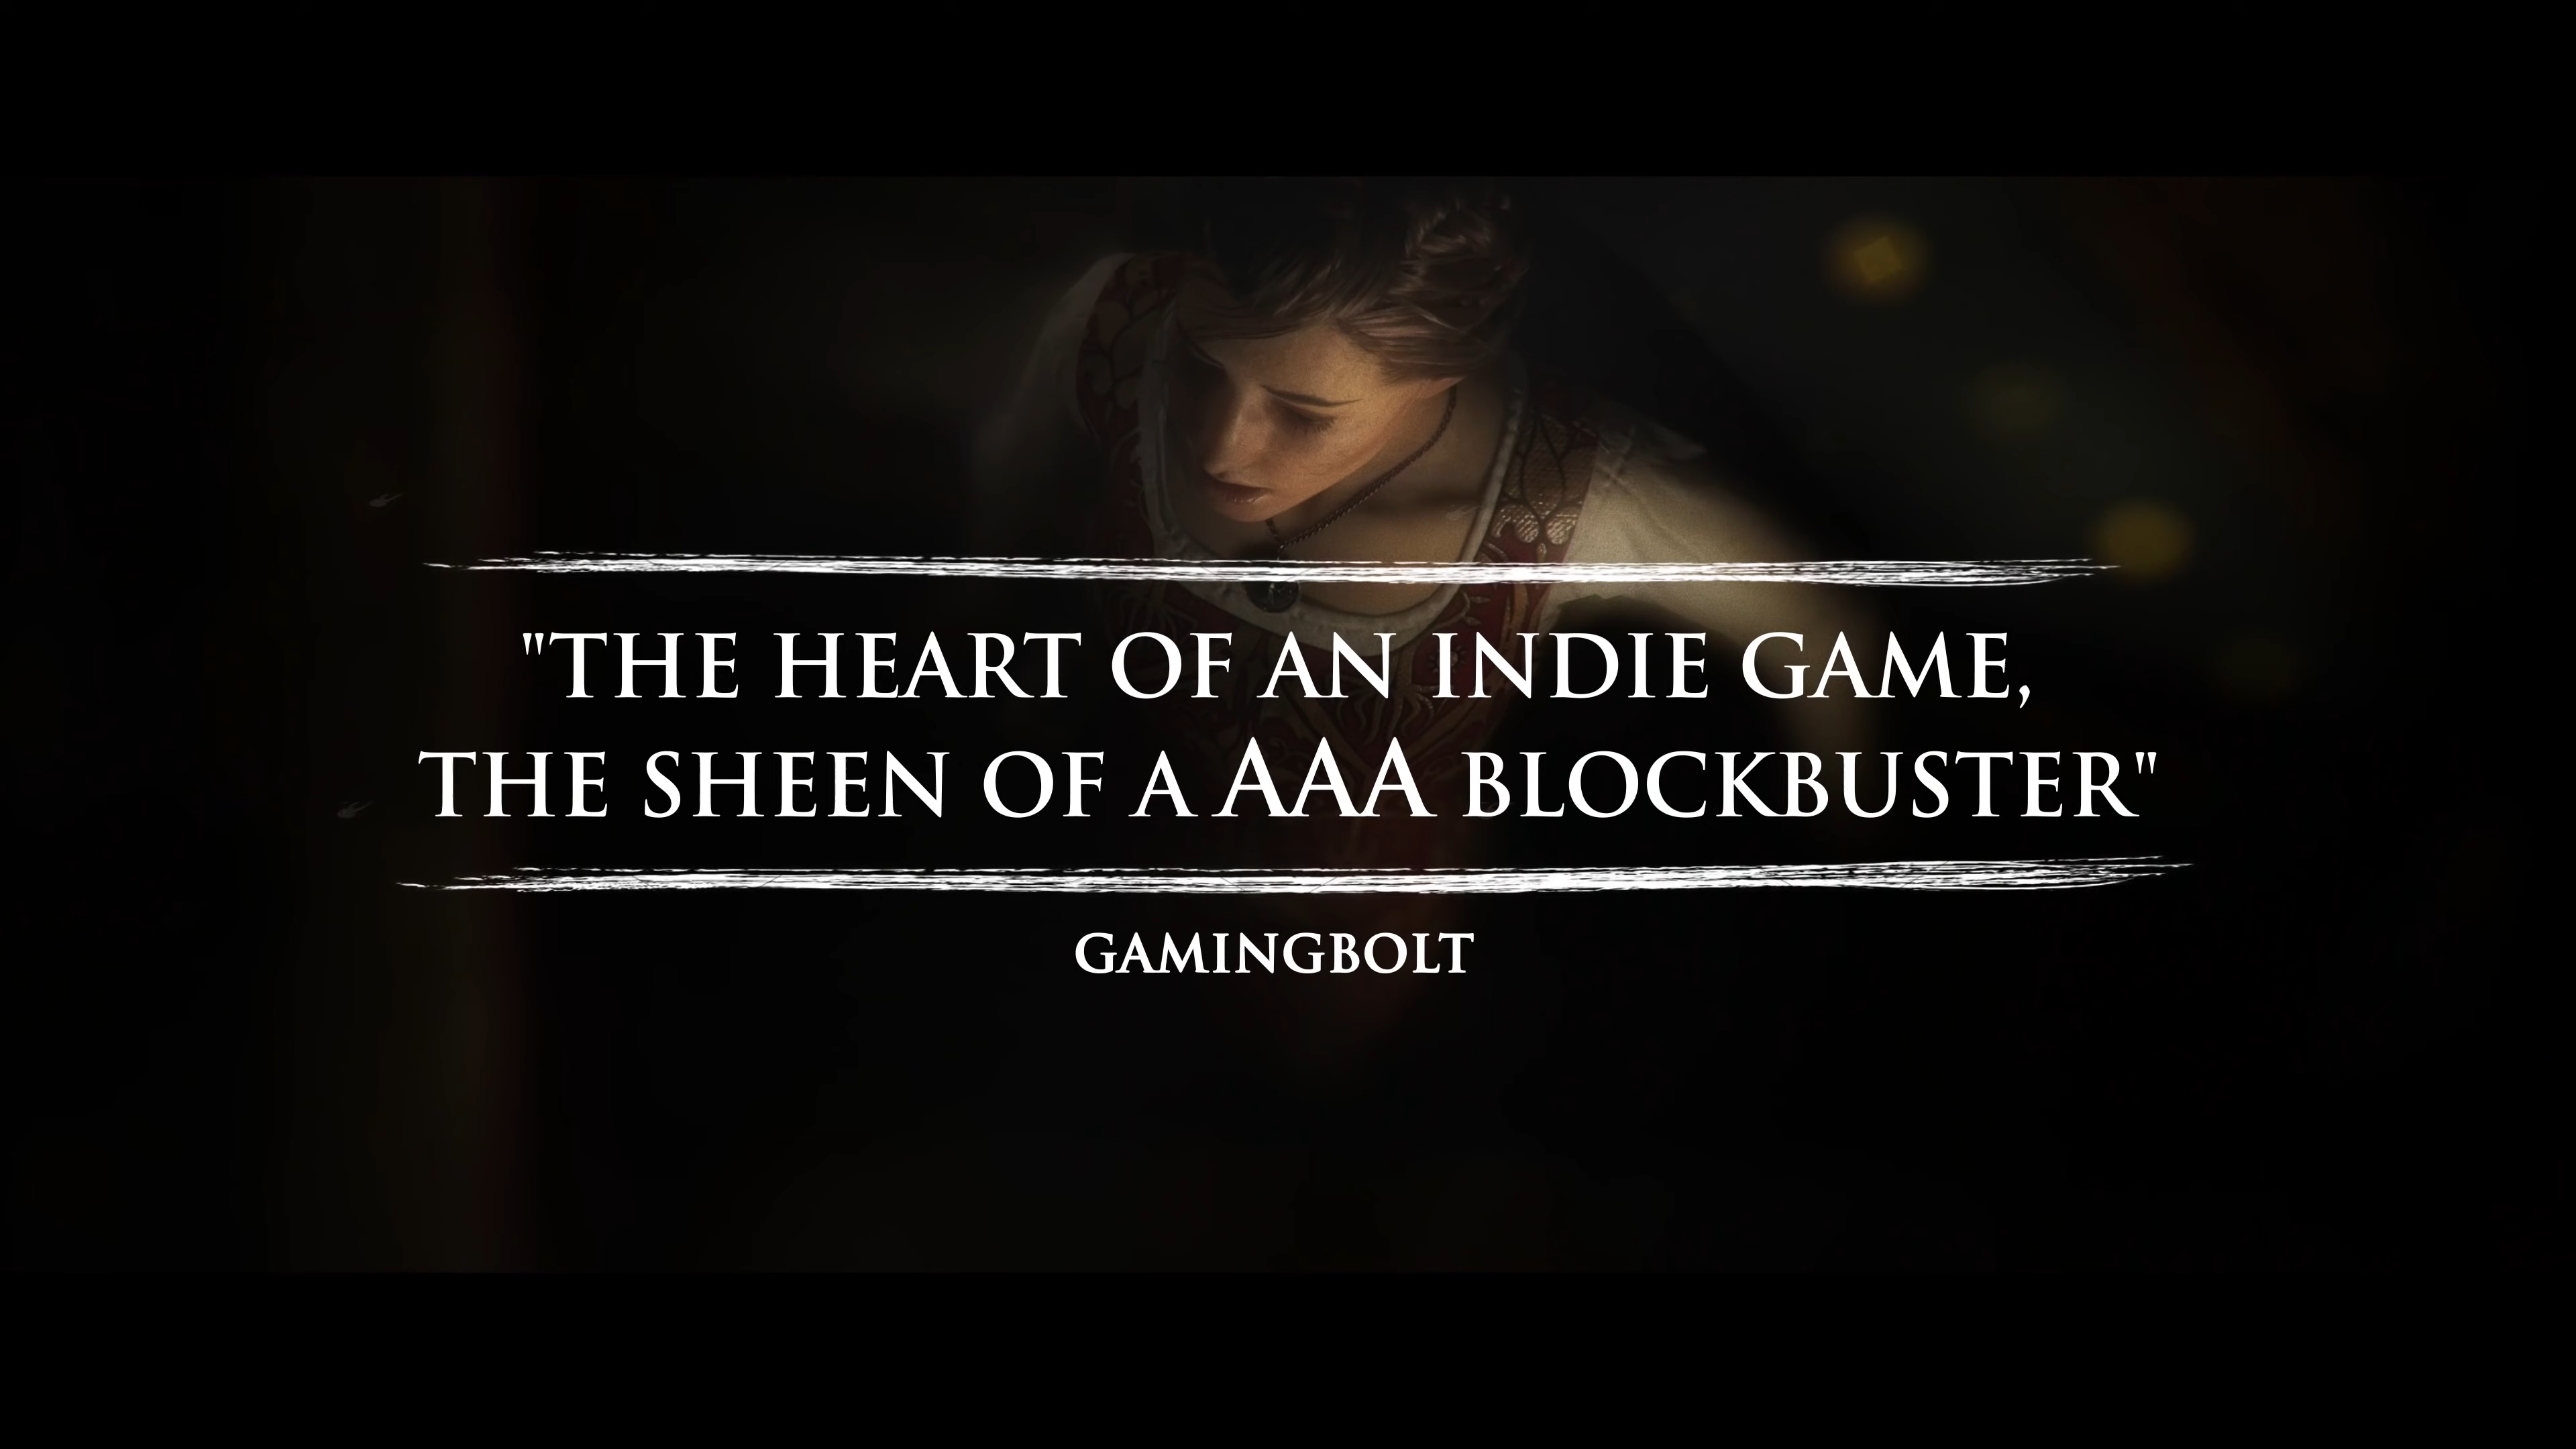 "THE HEART OF AN INDIE GAME,
THE SHEEN OF A AAA BLOCKBUSTER"
GAMINGBOLT